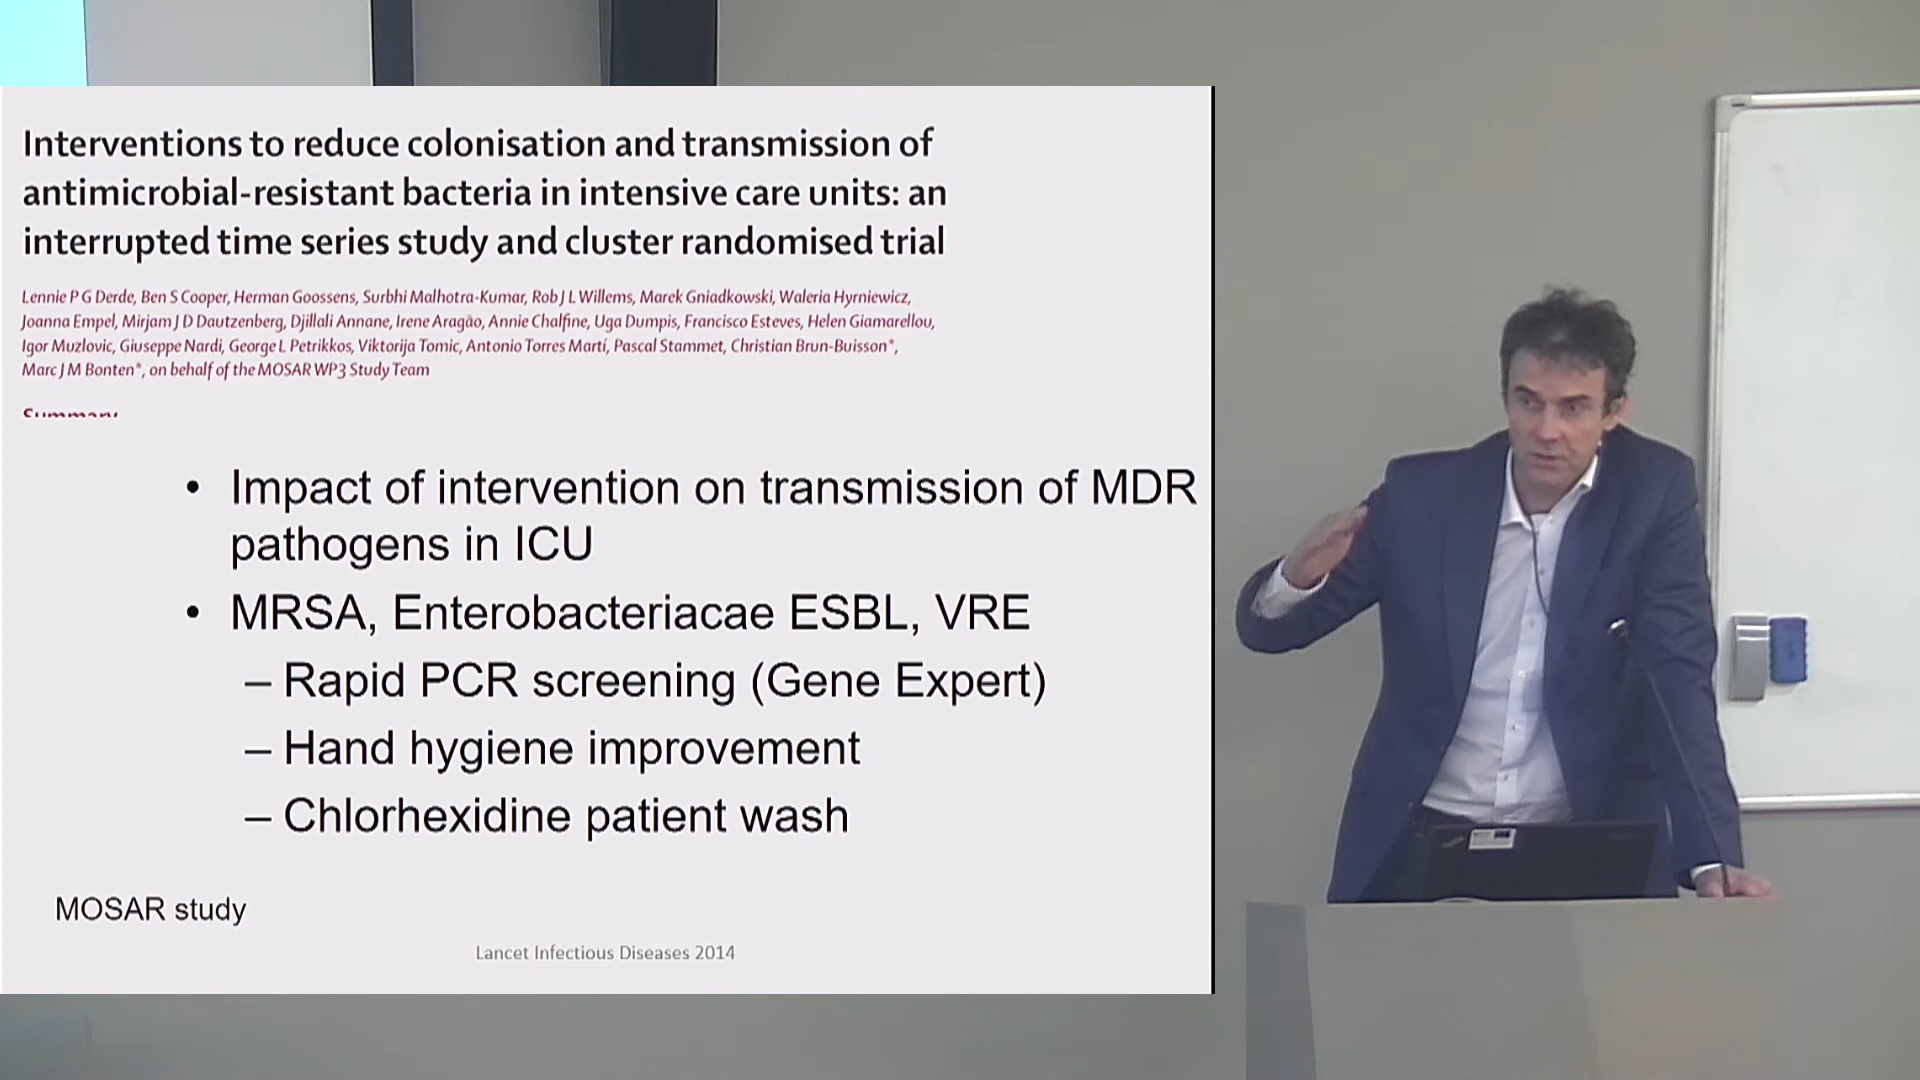 Interventions to reduce colonisation and transmission of
antimicrobial-resistant bacteria in intensive care units: an
interrupted time series study and cluster randomised trial
Lennie P G Derde, Ben S Cooper, Herman Goossens, Surbhi Malhotra-Kumar, Rob J L Willems, Marek Gniadkowski, Waleria Hyrniewicz,
Joanna Empel, Mirjam J D Dautzenberg, Djillali Annane, Irene Aragão, Annie Chalfine, Uga Dumpis, Francisco Esteves, Helen Giamarellou,
Igor Muzlovic, Giuseppe Nardi, George L Petrikkos, Viktorija Tomic, Antonio Torres Martí, Pascal Stammet, Christian Brun-Buisson*,
Marc J M Bonten*, on behalf of the MOSAR WP3 Study Team
Summary
• Impact of intervention on transmission of MDR
pathogens in ICU
• MRSA, Enterobacteriacae ESBL, VRE
– Rapid PCR screening (Gene Expert)
– Hand hygiene improvement
– Chlorhexidine patient wash
MOSAR study
Lancet Infectious Diseases 2014